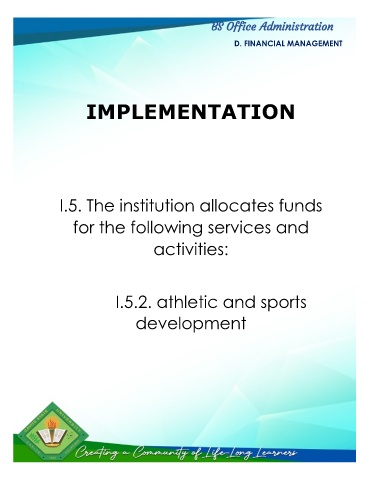 BS Office Administration
D. FINANCIAL MANAGEMENT
IMPLEMENTATION
I.5. The institution allocates funds
for the following services and
activities:
I.5.2. athletic and sports
development
Creating a Community of Life-Long Learners